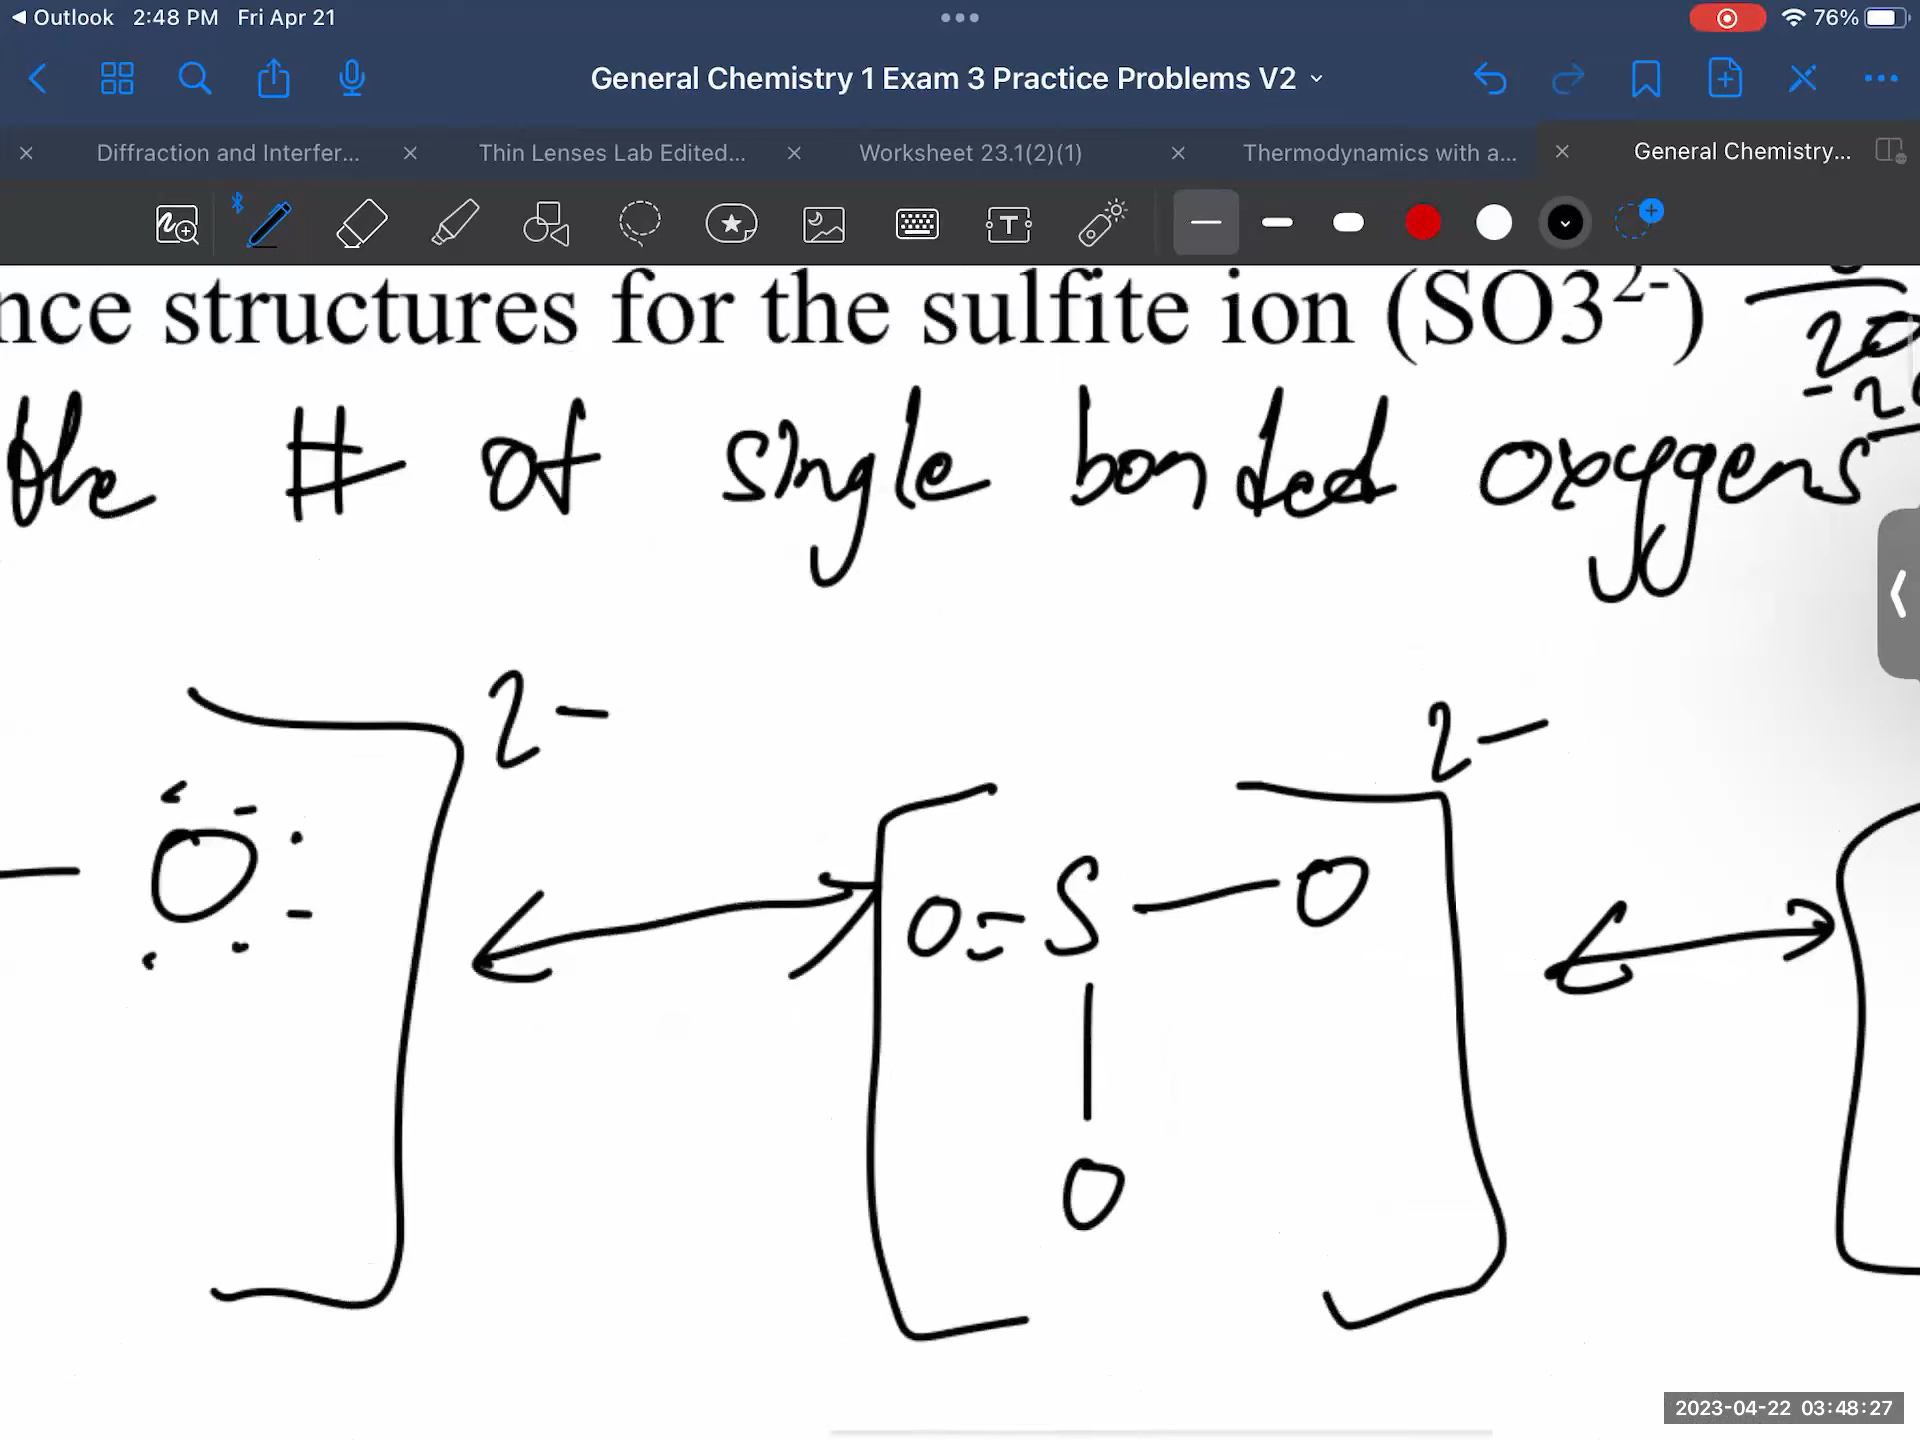 Outlook 2:48 PM Fri Apr 21 76%
General Chemistry 1 Exam 3 Practice Problems V2
Diffraction and Interfer... Thin Lenses Lab Edited... Worksheet 23.1(2)(1) Thermodynamics with a... General Chemistry...
nce structures for the sulfite ion (SO3²⁻)
20
the # of single bonded oxygens
2- 2-
O O=S—O
O
2023-04-22 03:48:27